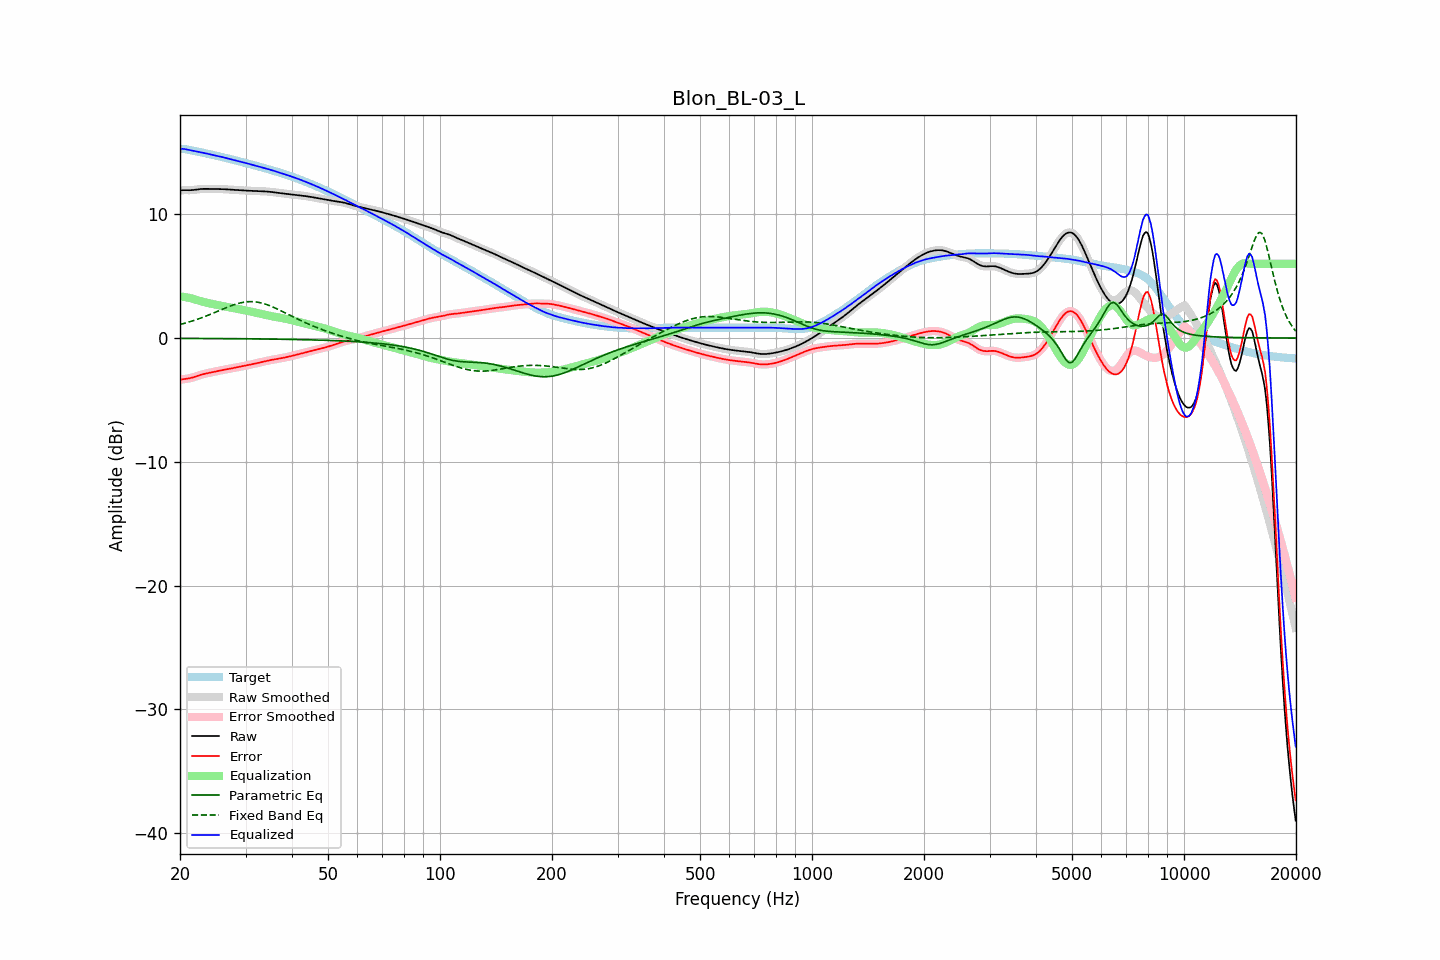 Blon_BL-03_L
Amplitude (dBr)
10
0
−10
−20
−30
−40
Target
Raw Smoothed
Error Smoothed
Raw
Error
Equalization
Parametric Eq
Fixed Band Eq
Equalized
20 50 100 200 500 1000 2000 5000 10000 20000
Frequency (Hz)